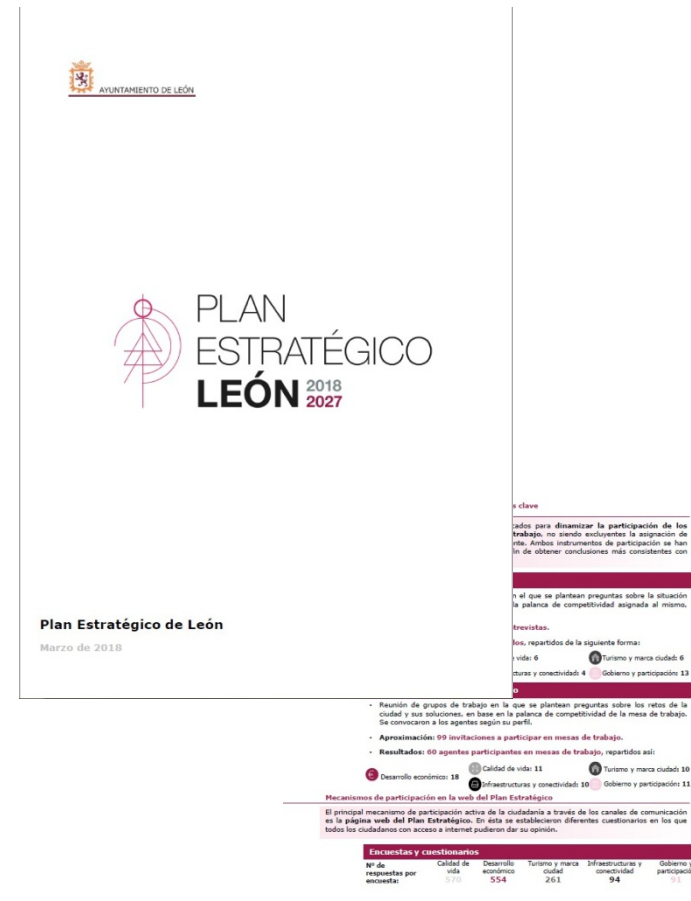 AYUNTAMIENTO DE LEÓN
PLAN
ESTRATÉGICO
LEÓN 2018
2027
Plan Estratégico de León
Marzo de 2018
s clave
cados para dinamizar la participación de los
trabajo, no siendo excluyentes la asignación de
nte. Ambos instrumentos de participación se han
fin de obtener conclusiones más consistentes con
n el que se plantean preguntas sobre la situación
la palanca de competitividad asignada al mismo,
trevistas.
los, repartidos de la siguiente forma:
vida: 6 Turismo y marca ciudad: 6
cturas y conectividad: 4 Gobierno y participación: 13
o
• Reunión de grupos de trabajo en la que se plantean preguntas sobre los retos de la
ciudad y sus soluciones, en base en la palanca de competitividad de la mesa de trabajo.
Se convocaron a los agentes según su perfil.
• Aproximación: 99 invitaciones a participar en mesas de trabajo.
• Resultados: 60 agentes participantes en mesas de trabajo, repartidos así:
Desarrollo económico: 18 Calidad de vida: 11 Turismo y marca ciudad: 10
Infraestructuras y conectividad: 10 Gobierno y participación: 11
Mecanismos de participación en la web del Plan Estratégico
El principal mecanismo de participación activa de la ciudadanía a través de los canales de comunicación
es la página web del Plan Estratégico. En ésta se establecieron diferentes cuestionarios en los que
todos los ciudadanos con acceso a internet pudieron dar su opinión.
Encuestas y cuestionarios
Nº de respuestas por encuesta:
Calidad de vida Desarrollo económico Turismo y marca ciudad Infraestructuras y conectividad Gobierno y participació
570 554 261 94 91